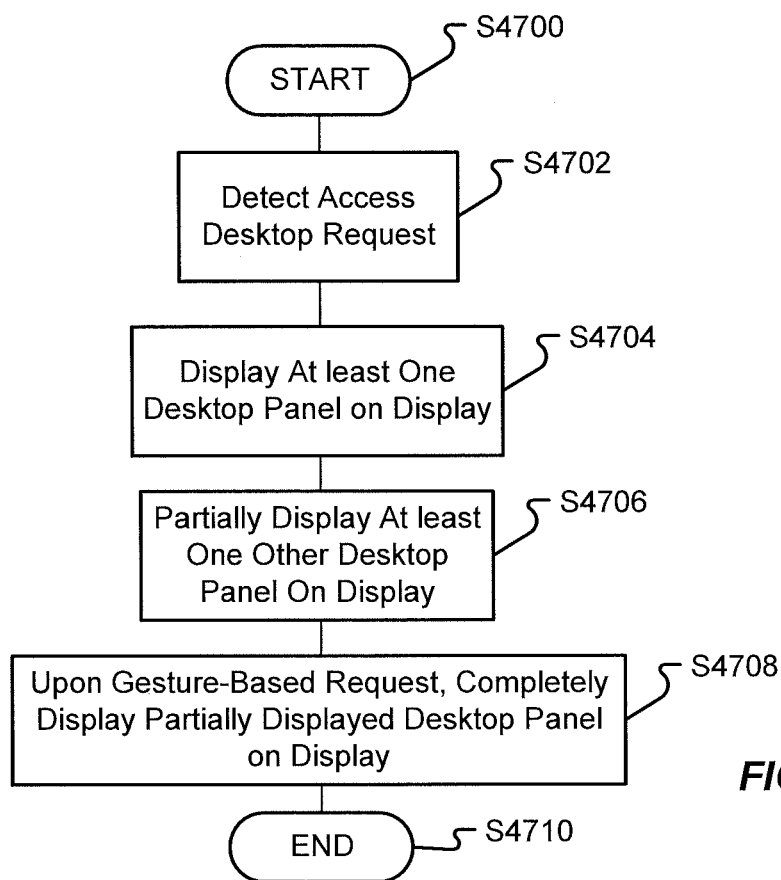 S4700
START
S4702
Detect Access
Desktop Request
S4704
Display At least One
Desktop Panel on Display
S4706
Partially Display At least
One Other Desktop
Panel On Display
S4708
Upon Gesture-Based Request, Completely
Display Partially Displayed Desktop Panel
on Display
S4710
END